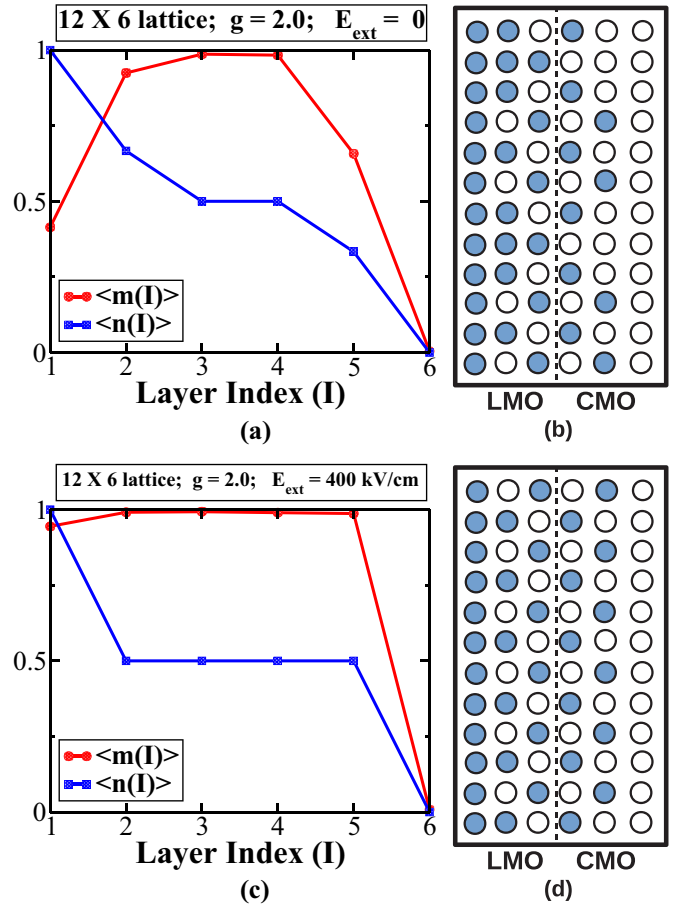 12 X 6 lattice; g = 2.0; E_ext = 0
1
0.5
0
<m(I)>
<n(I)>
1 2 3 4 5 6
Layer Index (I)
(a)
LMO CMO
(b)
12 X 6 lattice; g = 2.0; E_ext = 400 kV/cm
1
0.5
0
<m(I)>
<n(I)>
1 2 3 4 5 6
Layer Index (I)
(c)
LMO CMO
(d)